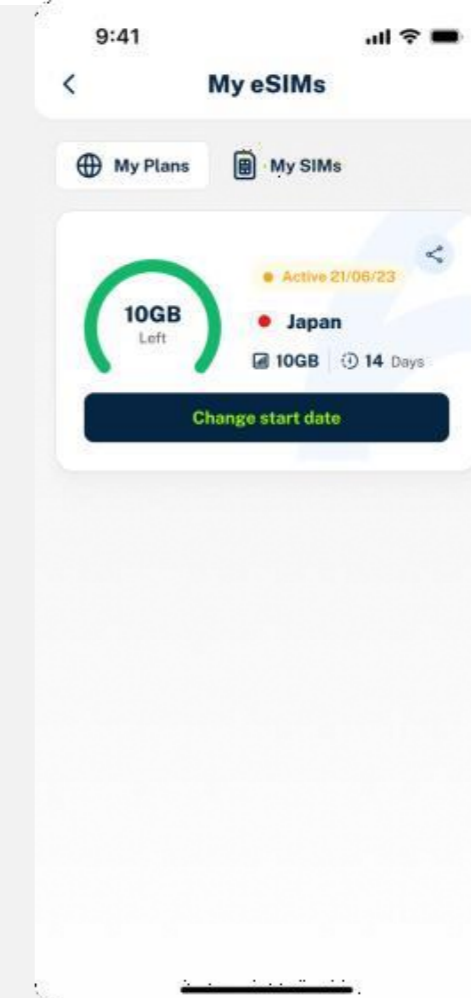 9:41
My eSIMs
My Plans
My SIMs
10GB
Left
Active 21/06/23
Japan
10GB
14 Days
Change start date